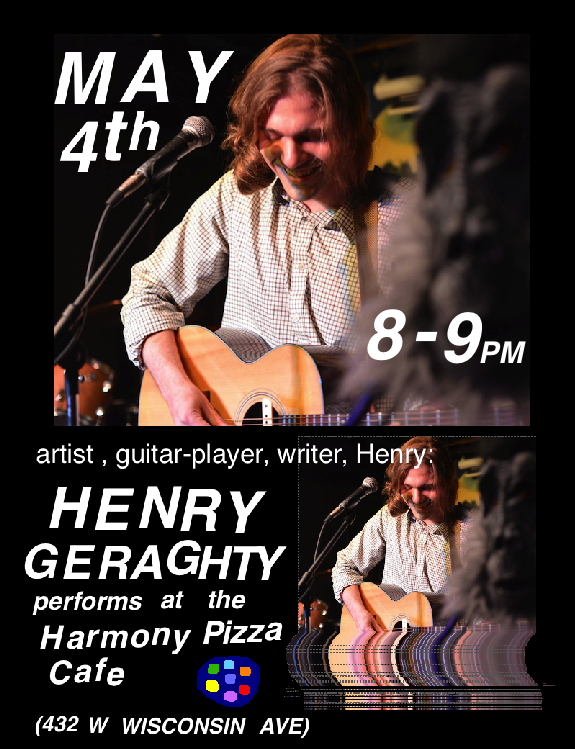 MAY
4th
8-9PM
artist , guitar-player, writer, Henry:
HENRY
GERAGHTY
performs at the
Harmony Pizza
Cafe
(432 W WISCONSIN AVE)